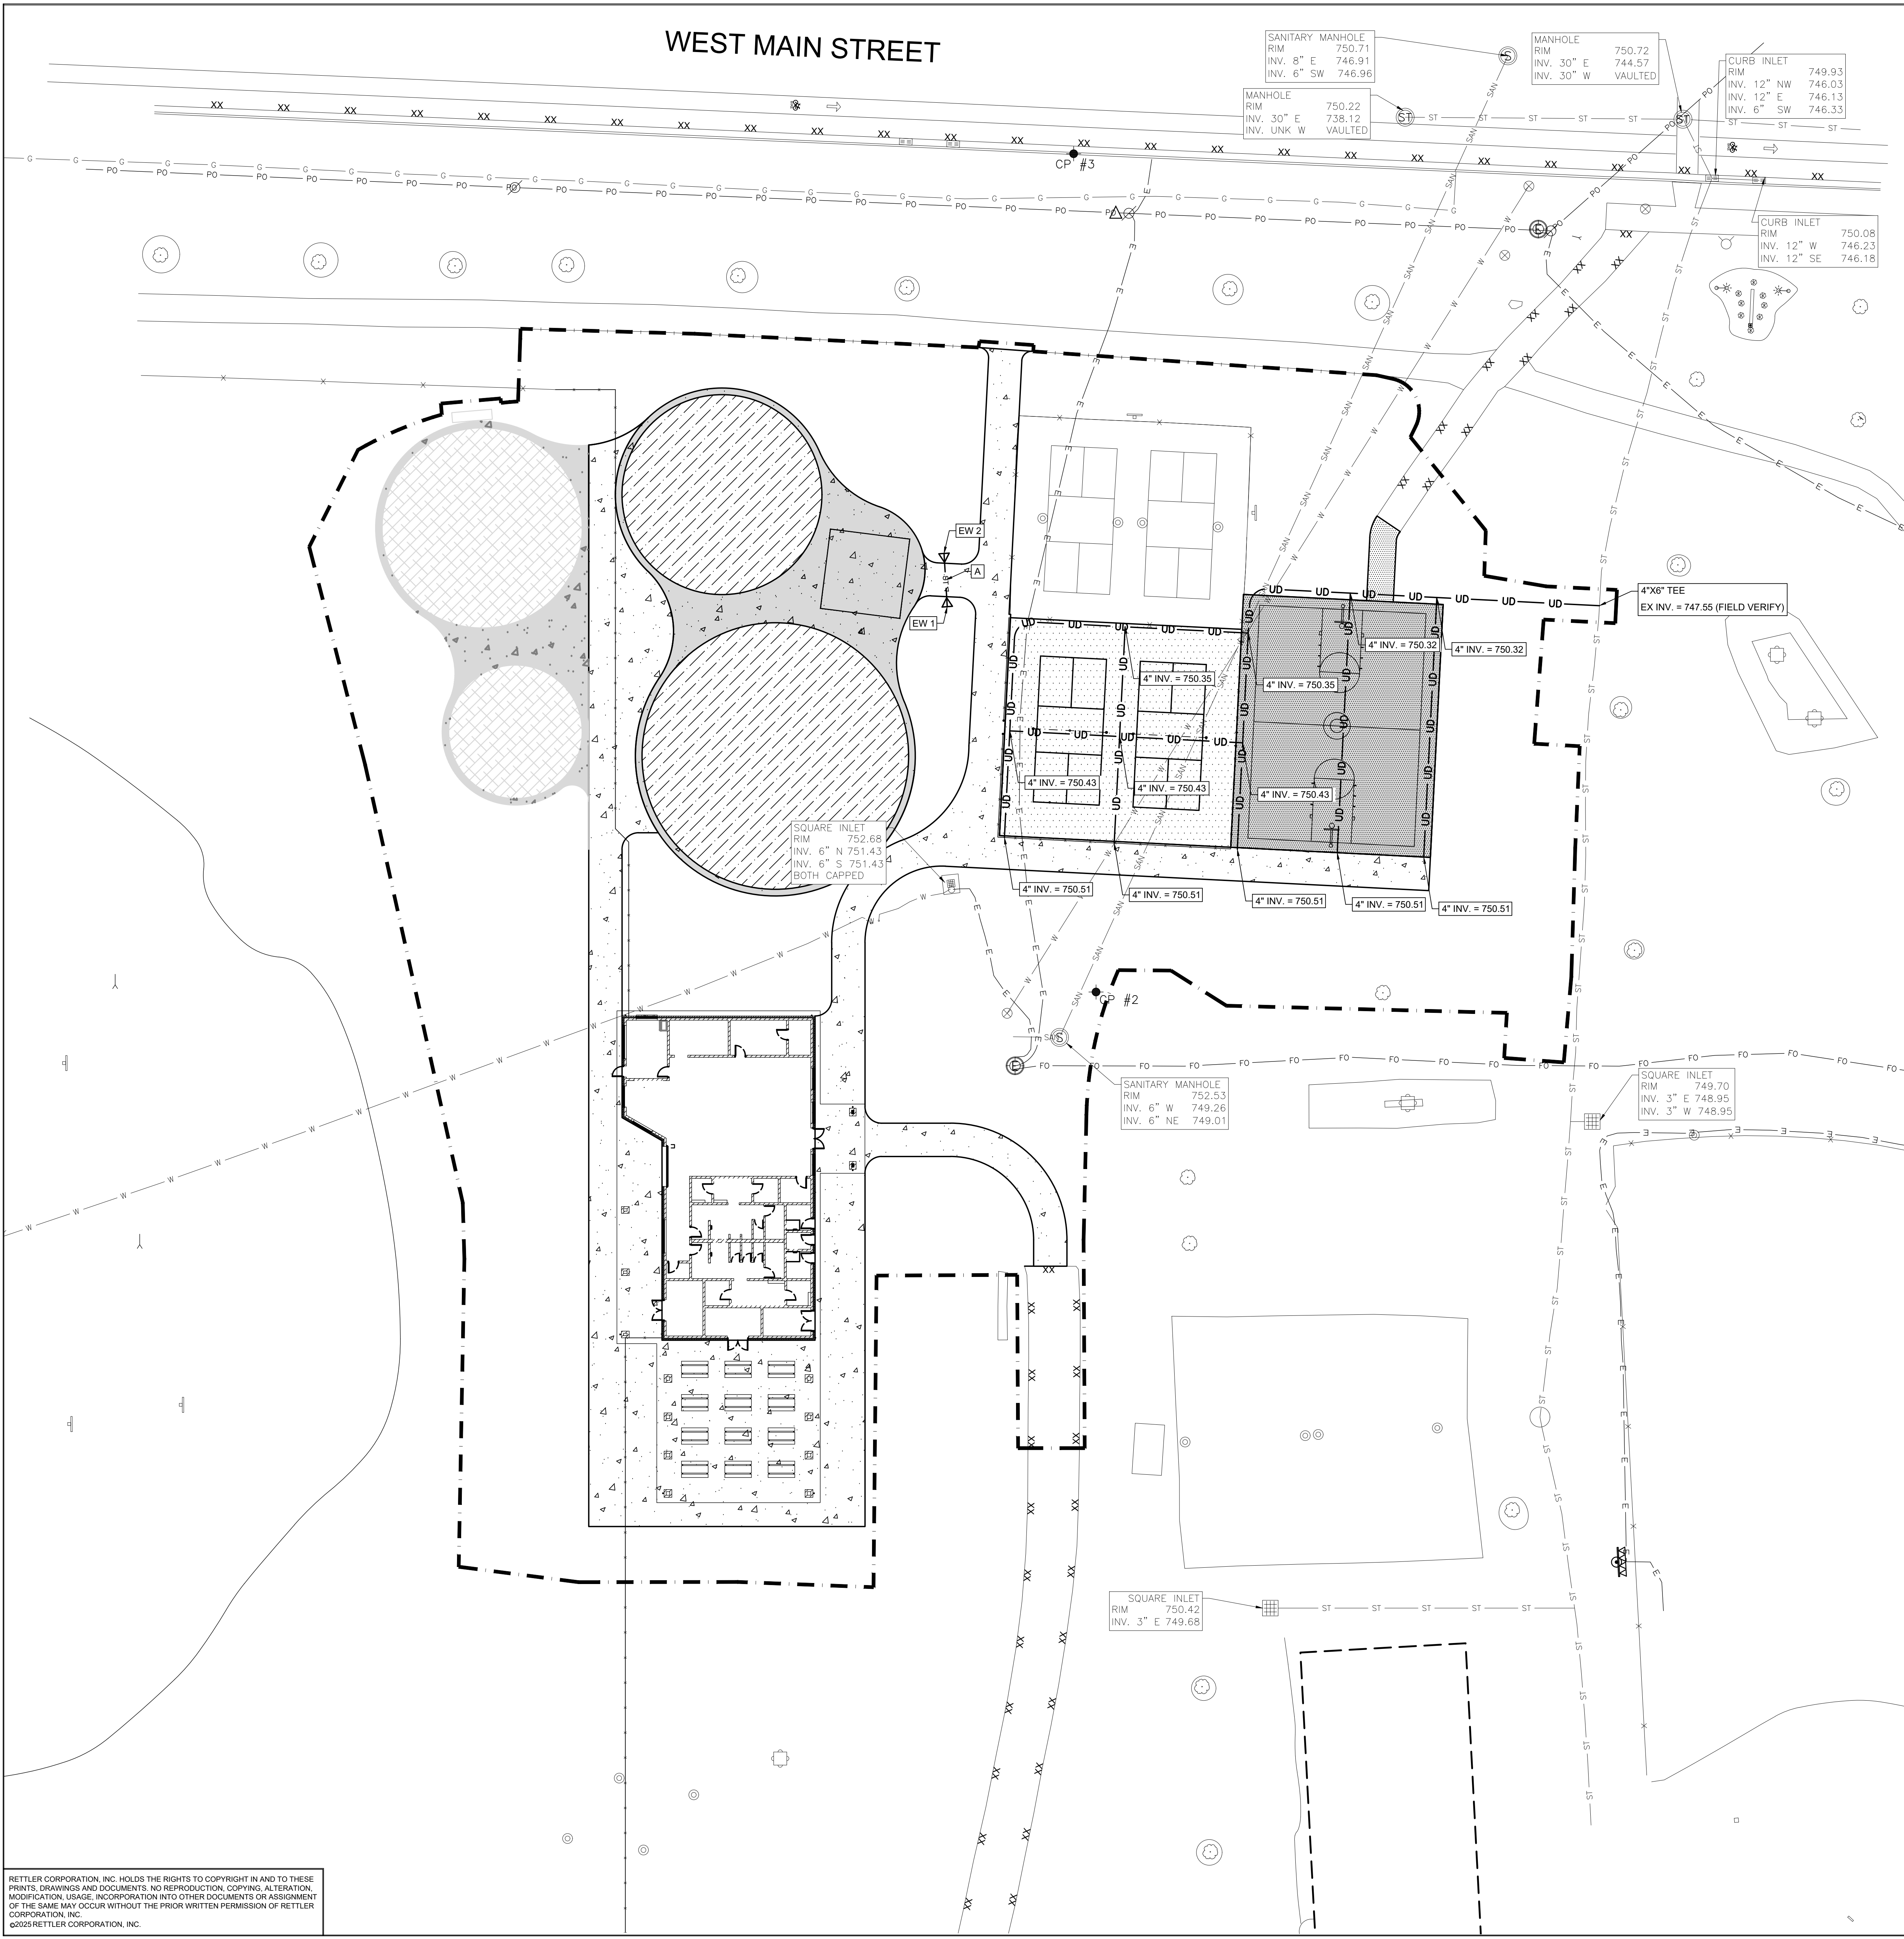 WEST MAIN STREET
SANITARY MANHOLE
RIM 750.71
INV. 8" E 746.91
INV. 6" SW 746.96
MANHOLE
RIM 750.72
INV. 30" E 744.57
INV. 30" W VAULTED
CURB INLET
RIM 749.93
INV. 12" NW 746.03
INV. 12" E 746.13
INV. 6" SW 746.33
MANHOLE
RIM 750.22
INV. 30" E 738.12
INV. UNK W VAULTED
CP #3
CURB INLET
RIM 750.08
INV. 12" W 746.23
INV. 12" SE 746.18
EW 2
A
EW 1
4"X6" TEE
EX INV. = 747.55 (FIELD VERIFY)
4" INV. = 750.32
4" INV. = 750.32
4" INV. = 750.35
4" INV. = 750.35
4" INV. = 750.43
4" INV. = 750.43
4" INV. = 750.43
SQUARE INLET
RIM 752.68
INV. 6" N 751.43
INV. 6" S 751.43
BOTH CAPPED
4" INV. = 750.51
4" INV. = 750.51
4" INV. = 750.51
4" INV. = 750.51
4" INV. = 750.51
CP #2
SANITARY MANHOLE
RIM 752.53
INV. 6" W 749.26
INV. 6" NE 749.01
SQUARE INLET
RIM 749.70
INV. 3" E 748.95
INV. 3" W 748.95
SQUARE INLET
RIM 750.42
INV. 3" E 749.68
RETTLER CORPORATION, INC. HOLDS THE RIGHTS TO COPYRIGHT IN AND TO THESE
PRINTS, DRAWINGS AND DOCUMENTS. NO REPRODUCTION, COPYING, ALTERATION,
MODIFICATION, USAGE, INCORPORATION INTO OTHER DOCUMENTS OR ASSIGNMENT
OF THE SAME MAY OCCUR WITHOUT THE PRIOR WRITTEN PERMISSION OF RETTLER
CORPORATION, INC.
©2025 RETTLER CORPORATION, INC.